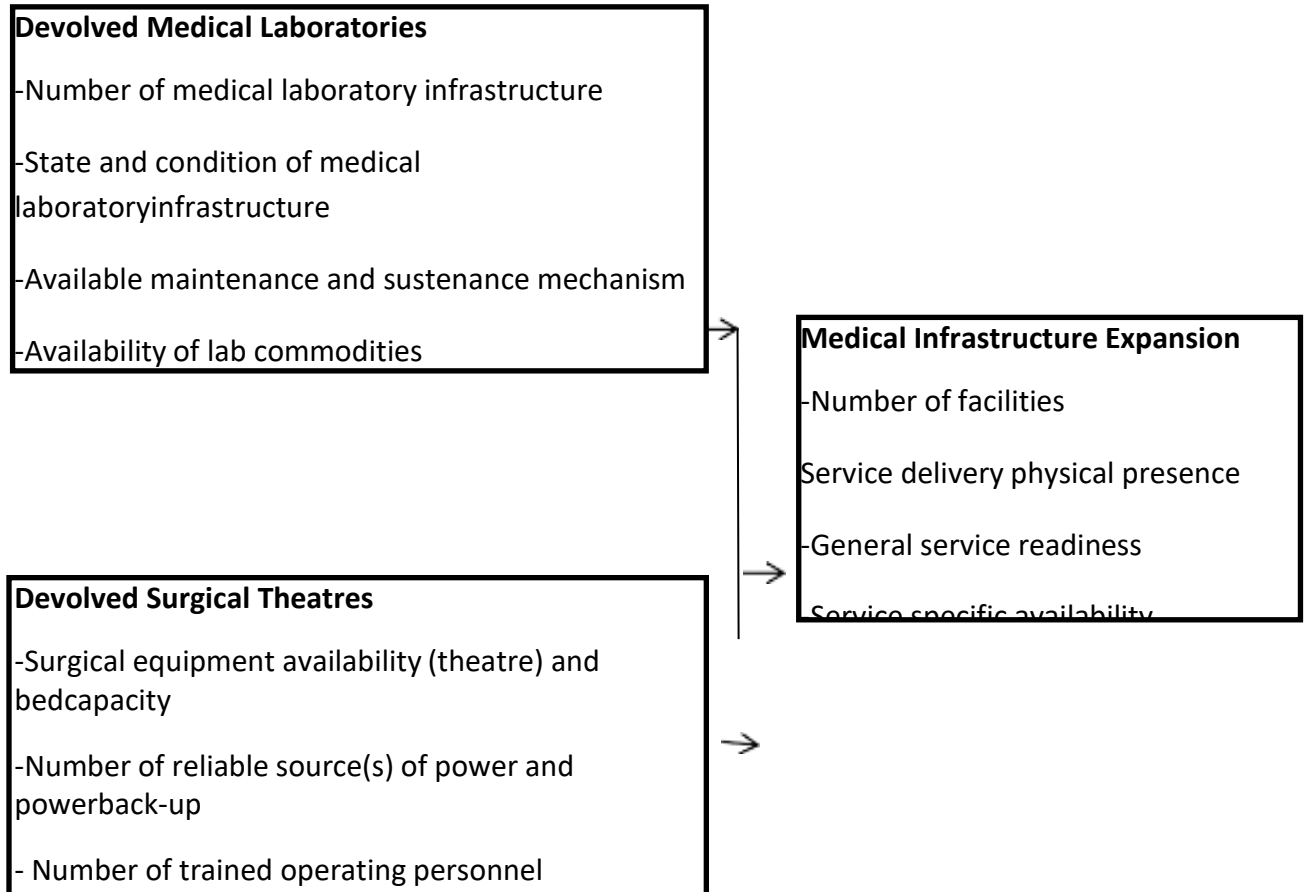 Devolved Medical Laboratories
-Number of medical laboratory infrastructure
-State and condition of medical
laboratoryinfrastructure
-Available maintenance and sustenance mechanism
-Availability of lab commodities
Medical Infrastructure Expansion
-Number of facilities
Service delivery physical presence
-General service readiness
-Service specific availability
Devolved Surgical Theatres
-Surgical equipment availability (theatre) and
bedcapacity
-Number of reliable source(s) of power and
powerback-up
- Number of trained operating personnel